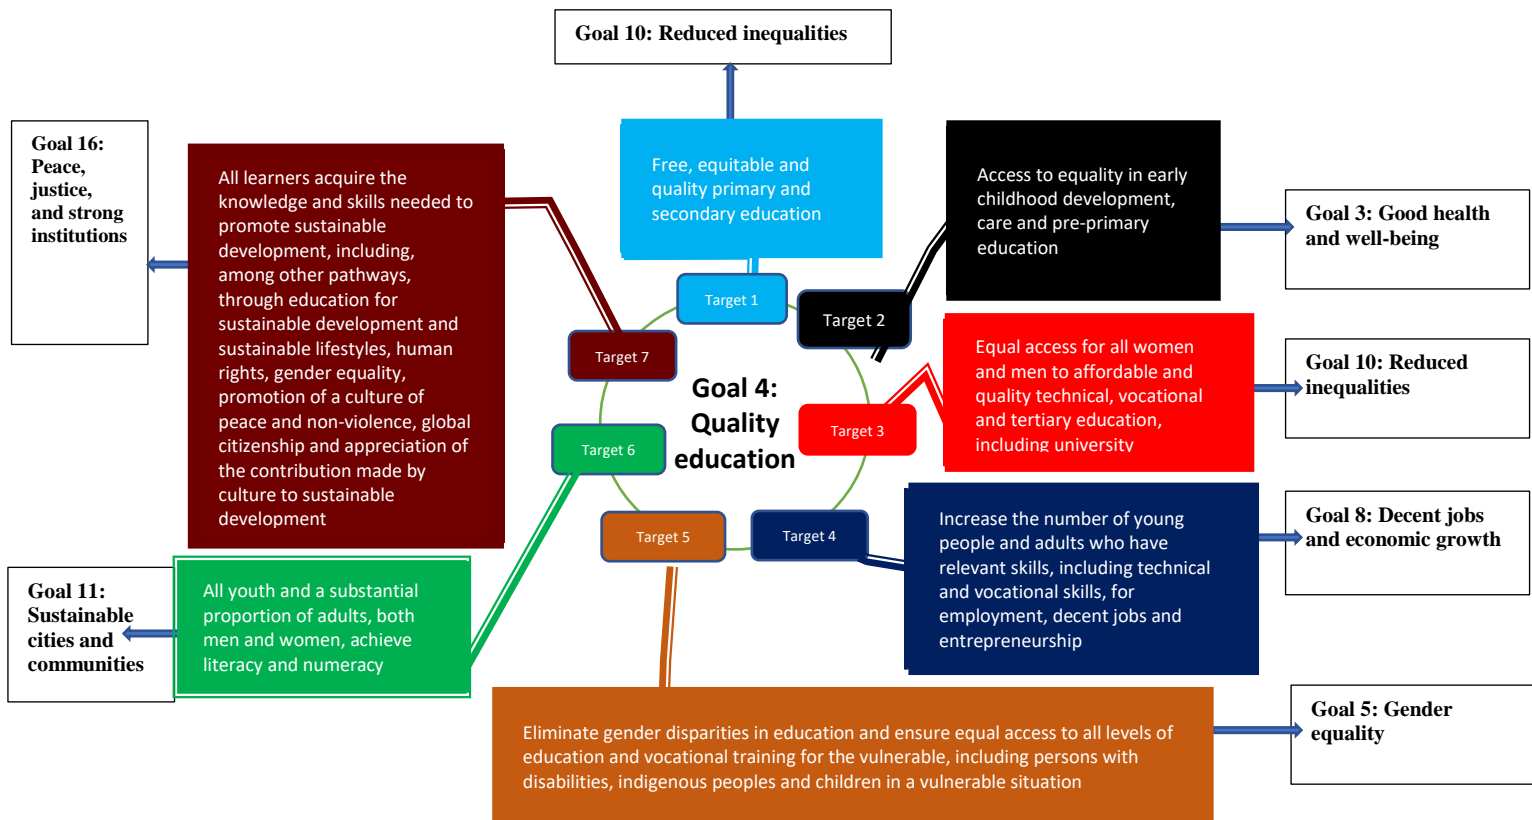 Goal 10: Reduced inequalities
Goal 16:
Peace,
justice,
and strong
institutions
All learners acquire the
knowledge and skills needed to
promote sustainable
development, including,
among other pathways,
through education for
sustainable development and
sustainable lifestyles, human
rights, gender equality,
promotion of a culture of
peace and non-violence, global
citizenship and appreciation of
the contribution made by
culture to sustainable
development
Free, equitable and
quality primary and
secondary education
Access to equality in early
childhood development,
care and pre-primary
education
Goal 3: Good health
and well-being
Target 1
Target 2
Target 7
Goal 4:
Quality
education
Target 3
Target 6
Target 5
Target 4
Equal access for all women
and men to affordable and
quality technical, vocational
and tertiary education,
including university
Goal 10: Reduced
inequalities
Increase the number of young
people and adults who have
relevant skills, including technical
and vocational skills, for
employment, decent jobs and
entrepreneurship
Goal 8: Decent jobs
and economic growth
Goal 11:
Sustainable
cities and
communities
All youth and a substantial
proportion of adults, both
men and women, achieve
literacy and numeracy
Eliminate gender disparities in education and ensure equal access to all levels of
education and vocational training for the vulnerable, including persons with
disabilities, indigenous peoples and children in a vulnerable situation
Goal 5: Gender
equality